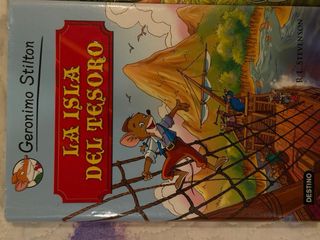 Geronimo Stilton
LA ISLA
DEL TESORO
R. L. STEVENSON
DESTINO